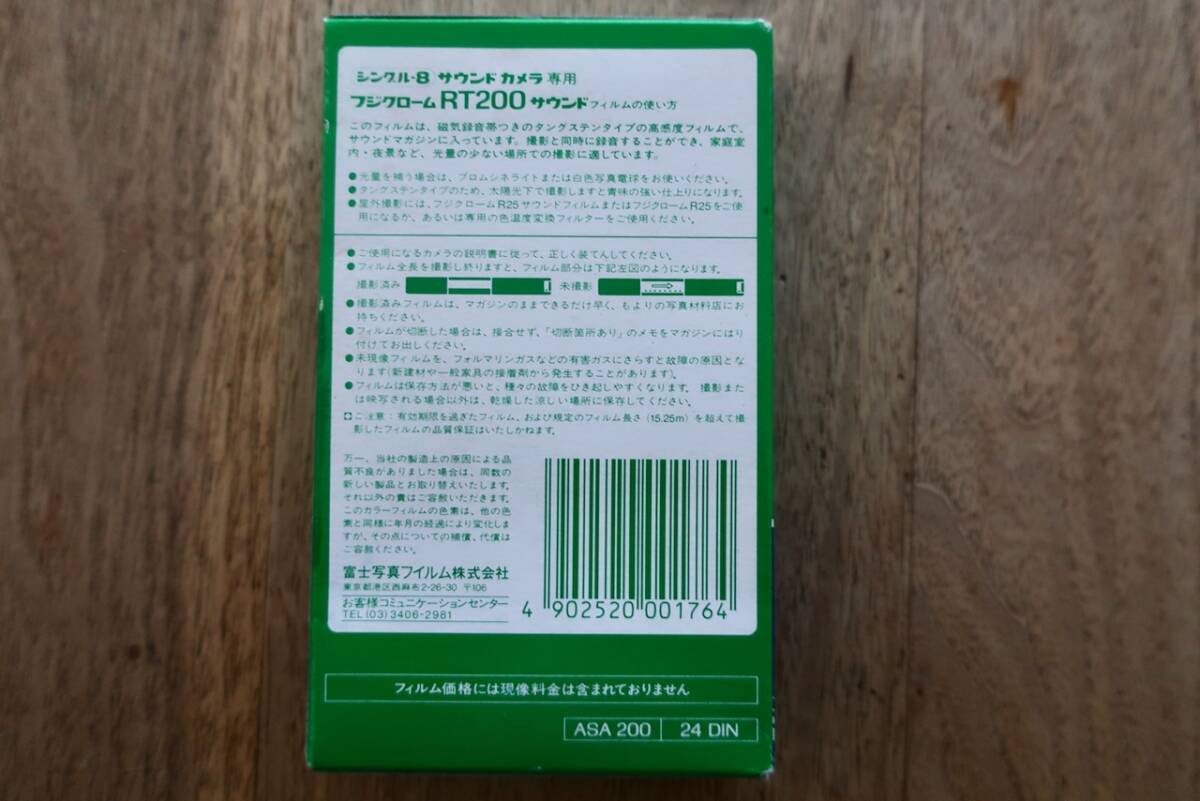 シングル-8 サウンドカメラ専用
フジクロームRT200サウンドフィルムの使い方
このフィルムは、磁気録音帯つきのタングステンタイプの高感度フィルムで、
サウンドマガジンに入っています。撮影と同時に録音することができ、家庭室
内・夜景など、光量の少ない場所での撮影に適しています。
●光量を補う場合は、ブロムシネライトまたは白色写真電球をお使いください。
●タングステンタイプのため、太陽光下で撮影しますと青味の強い仕上りになります。
●屋外撮影には、フジクロームR25サウンドフィルムまたはフジクロームR25をご使
用になるか、あるいは専用の色温度変換フィルターをご使用ください。
●ご使用になるカメラの説明書に従って、正しく装てんしてください。
●フィルム全長を撮影し終りますと、フィルム部分は下記左図のようになります。
撮影済み 未撮影
●撮影済みフィルムは、マガジンのままできるだけ早く、もよりの写真材料店にお
持ちください。
●フィルムが切断した場合は、接合せず、「切断箇所あり」のメモをマガジンにはり
付けてお出しください。
●未現像フィルムを、フォルマリンガスなどの有害ガスにさらすと故障の原因とな
ります(新建材や一般家具の接着剤から発生することがあります)。
●フィルムは保存方法が悪いと、種々の故障をひき起しやすくなります。撮影また
は映写される場合以外は、乾燥した涼しい場所に保存してください。
ご注意:有効期限を過ぎたフィルム、および規定のフィルム長さ(15.25m)を超えて撮
影したフィルムの品質保証はいたしかねます。
万一、当社の製造上の原因による品
質不良がありました場合は、同数の
新しい製品とお取り替えいたします。
それ以外の責はご容赦いただきます。
このカラーフィルムの色素は、他の色
素と同様に年月の経過により変化しま
すが、その点についての補償、代償は
ご容赦ください。
富士写真フイルム株式会社
東京都港区西麻布2-26-30 〒106
お客様コミュニケーションセンター
TEL(03)3406-2981
4 902520 001764
フィルム価格には現像料金は含まれておりません
ASA 200 24 DIN